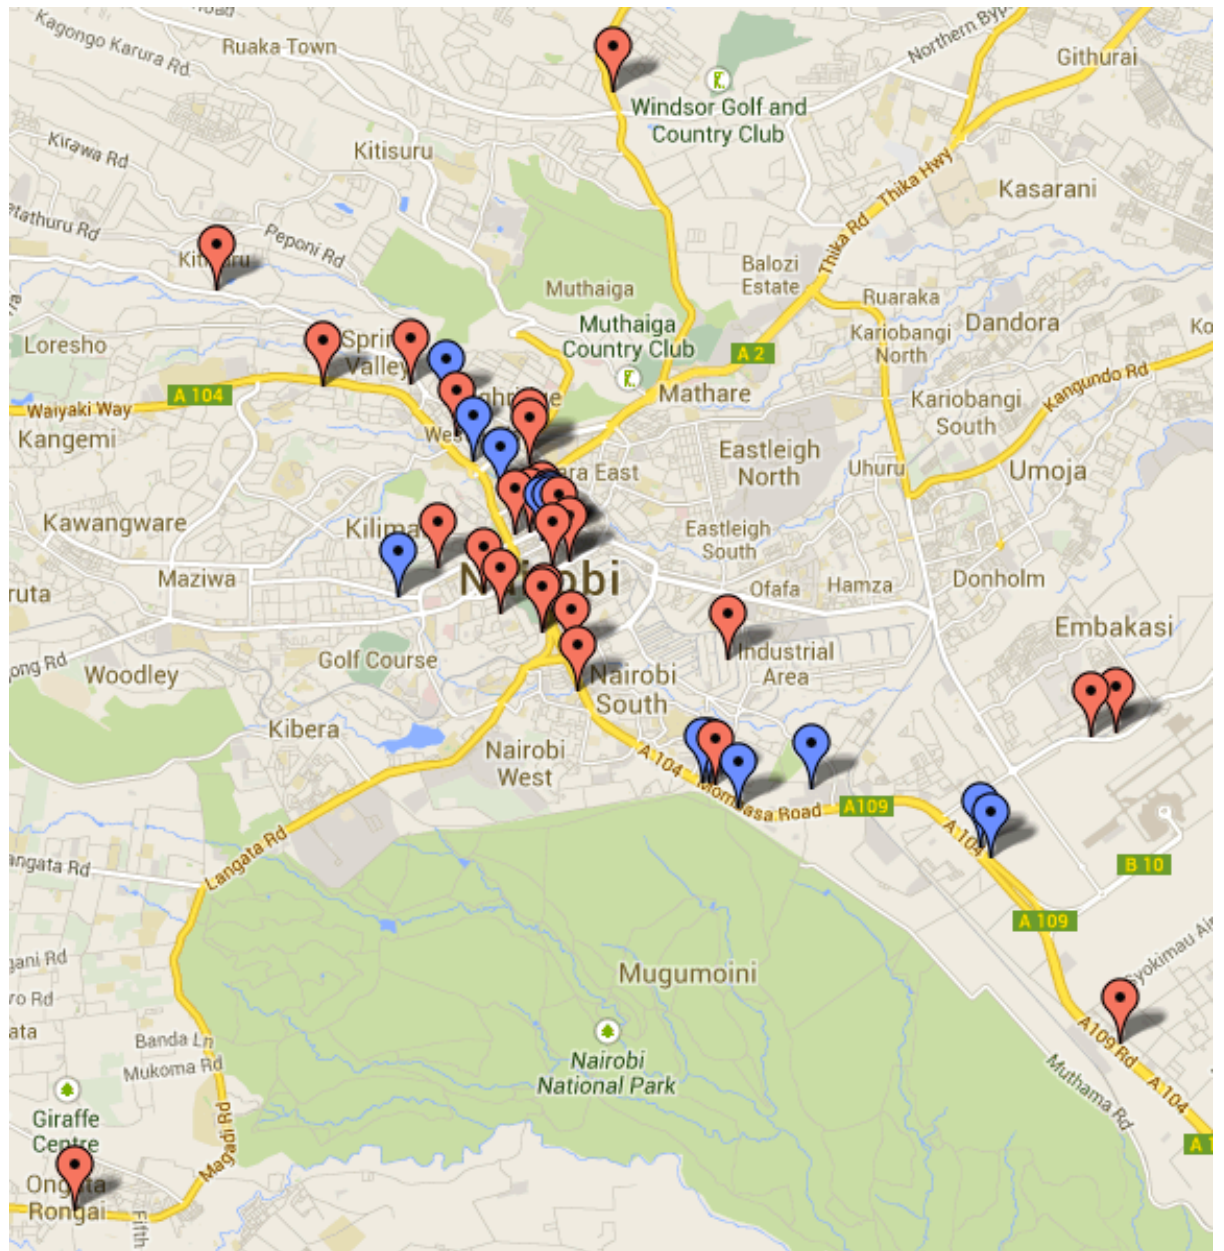 Road
Kagongo Karura Rd
Ruaka Town
Northern Byp
Githurai
Windsor Golf and
Country Club
Kirawa Rd
Kitisuru
Thika Hwy
Kasarani
Peponi Rd
Thika Rd
Balozi
Estate
Muthaiga
Ruaraka
Muthaiga
Country Club
Kariobangi
North
Dandora
Loresho
Valley
A 2
A 104
Mathare
Kangundo Rd
Waiyaki Way
Kariobangi
South
Kangemi
Eastleigh
North
Uhuru
Umoja
Kawangware
Eastleigh
South
Maziwa
Ofafa
Hamza
Donholm
Embakasi
Golf Course
Industrial
Area
Woodley
Nairobi
South
Kibera
Nairobi
West
A 104
A109
A 104
Langata Rd
B 10
A 109
Mugumoini
Banda Ln
Mukoma Rd
Nairobi
National Park
A109 Rd
Muthama Rd
A 104
Giraffe
Centre
Magadi Rd
Rongai
Fifth